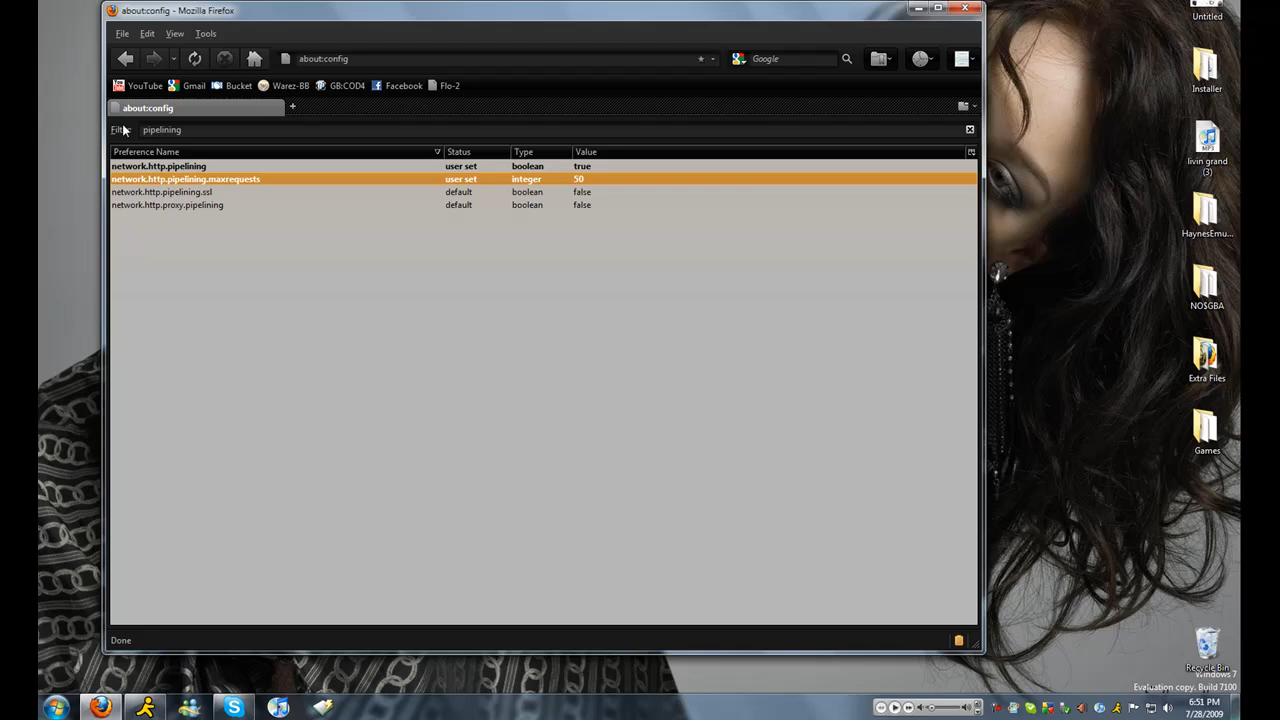 about:config - Mozilla Firefox
File Edit View Tools
about:config Google
YouTube Gmail Bucket Warez-BB GB:COD4 Facebook Flo-2
about:config
pipelining
Preference Name Status Type Value
network.http.pipelining user set boolean true
network.http.pipelining.maxrequests user set integer 50
network.http.pipelining.ssl default boolean false
network.http.proxy.pipelining default boolean false
Done
Untitled
Installer
MP3
livin grand
(3)
HaynesEmu...
NO$GBA
Extra Files
Games
Recycle Bin
Windows 7
Evaluation copy. Build 7100
6:51 PM
7/28/2009